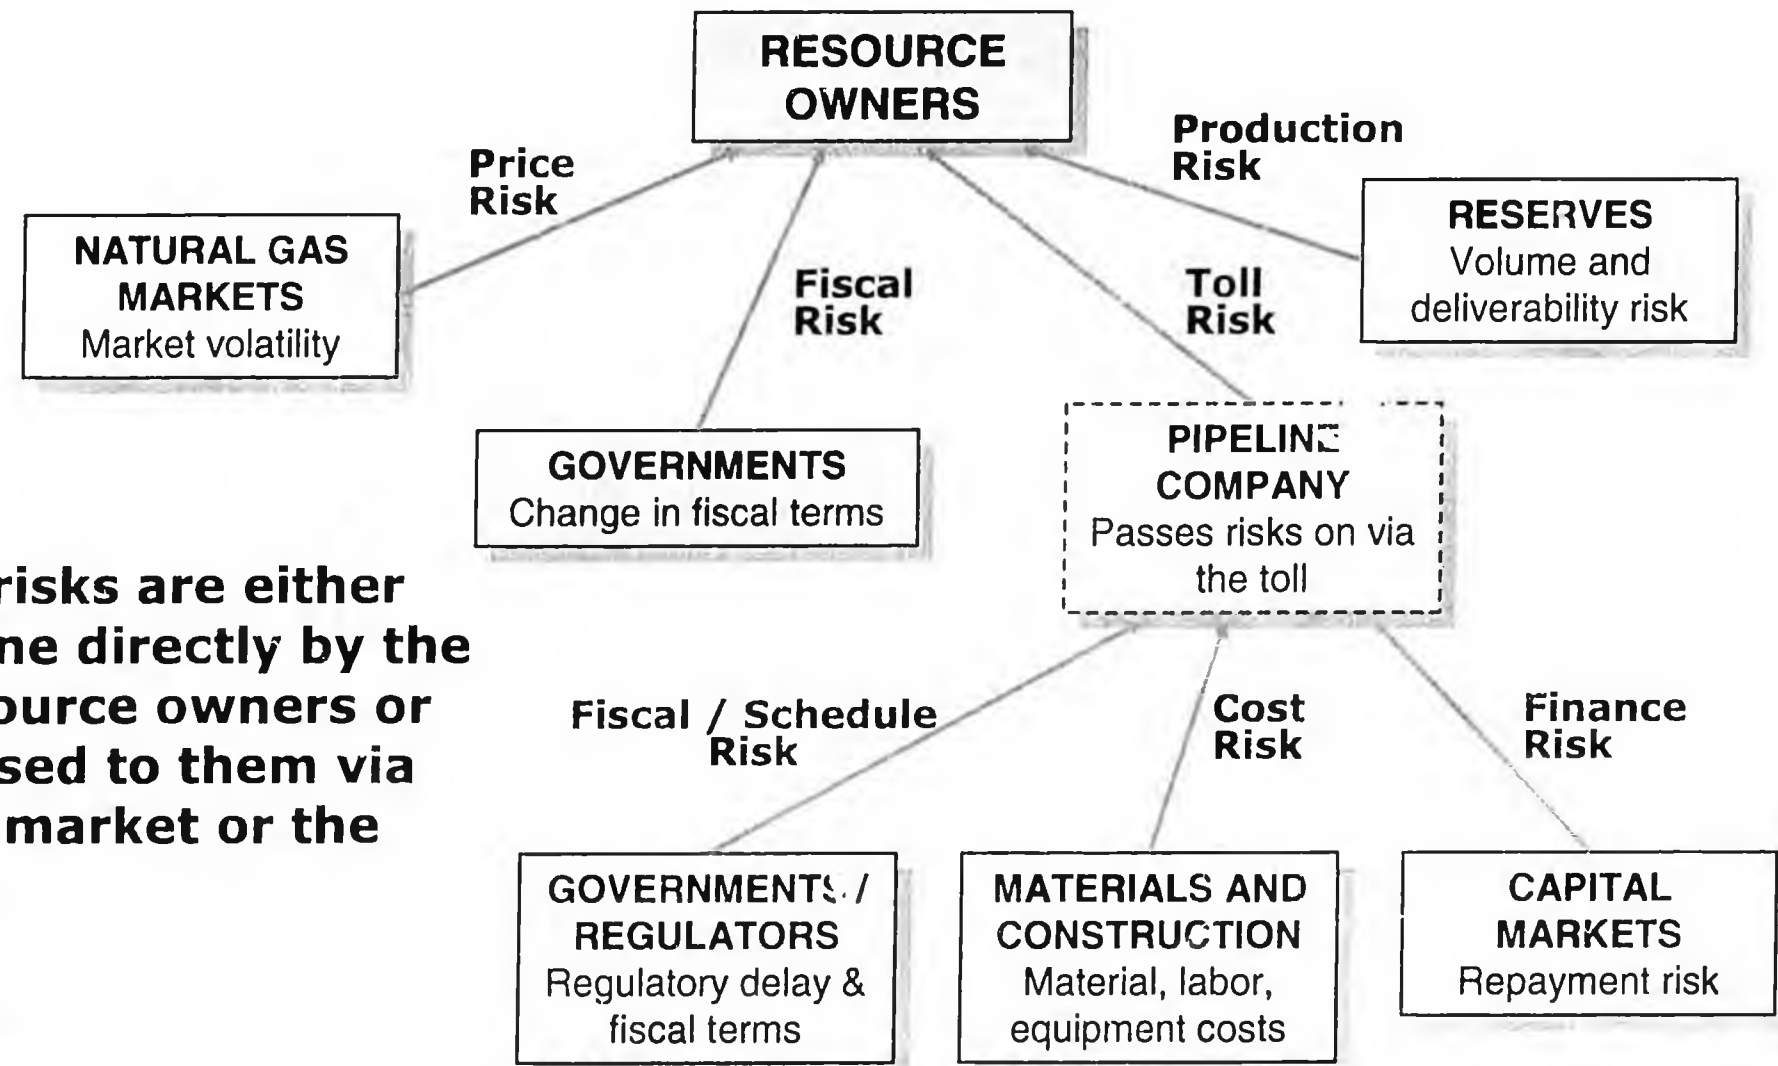 RESOURCE
OWNERS
Price
Risk
Production
Risk
NATURAL GAS
MARKETS
Market volatility
Fiscal
Risk
Toll
Risk
RESERVES
Volume and
deliverability risk
GOVERNMENTS
Change in fiscal terms
PIPELINE
COMPANY
Passes risks on via
the toll
risks are either
ne directly by the
ource owners or
sed to them via
market or the
Fiscal / Schedule
Risk
Cost
Risk
Finance
Risk
GOVERNMENTS /
REGULATORS
Regulatory delay &
fiscal terms
MATERIALS AND
CONSTRUCTION
Material, labor,
equipment costs
CAPITAL
MARKETS
Repayment risk